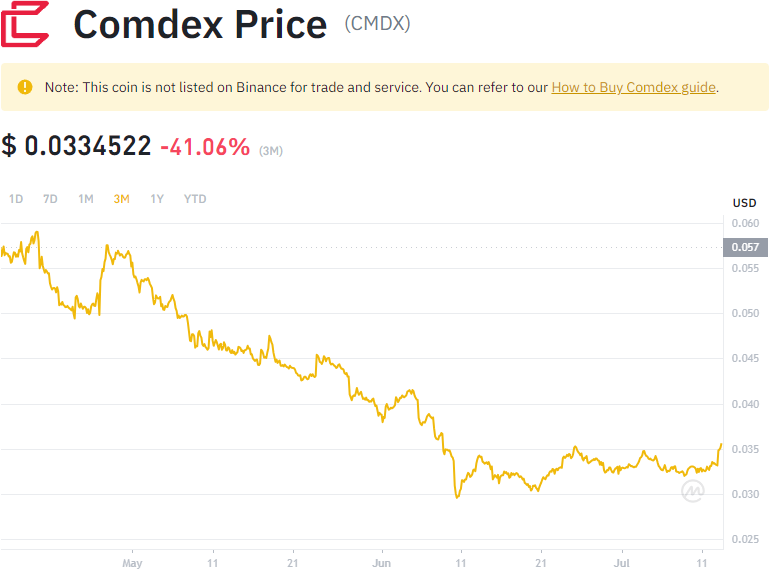 Comdex Price (CMDX)
Note: This coin is not listed on Binance for trade and service. You can refer to our How to Buy Comdex guide.
$ 0.0334522 -41.06% (3M)
1D 7D 1M 3M 1Y YTD
USD
0.060
0.057
0.055
0.050
0.045
0.040
0.035
0.030
0.025
May 11 21 Jun 11 21 Jul 11